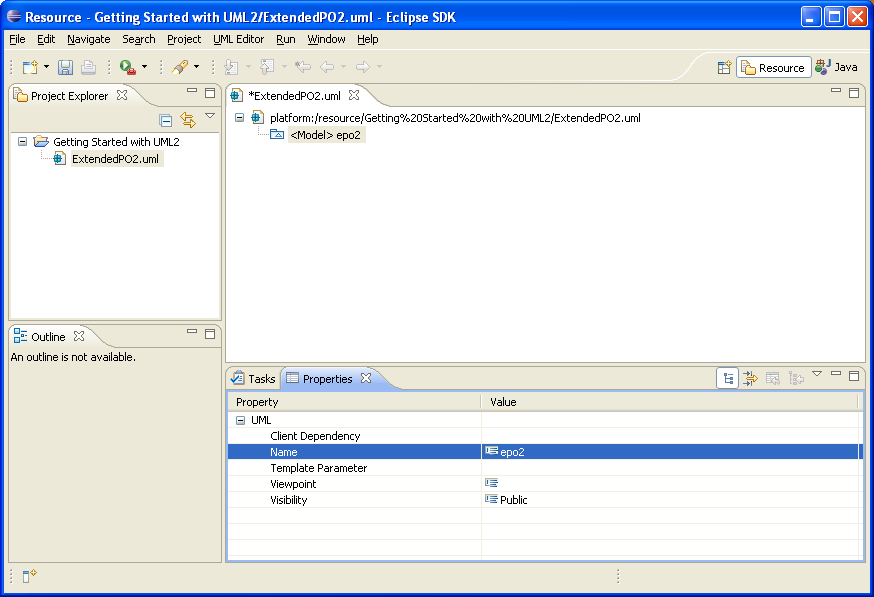 Resource - Getting Started with UML2/ExtendedPO2.uml - Eclipse SDK
File Edit Navigate Search Project UML Editor Run Window Help
Resource Java
Project Explorer
Getting Started with UML2
ExtendedPO2.uml
*ExtendedPO2.uml
platform:/resource/Getting%20Started%20with%20UML2/ExtendedPO2.uml
<Model> epo2
Outline
An outline is not available.
Tasks Properties
Property Value
UML
Client Dependency
Name epo2
Template Parameter
Viewpoint
Visibility Public